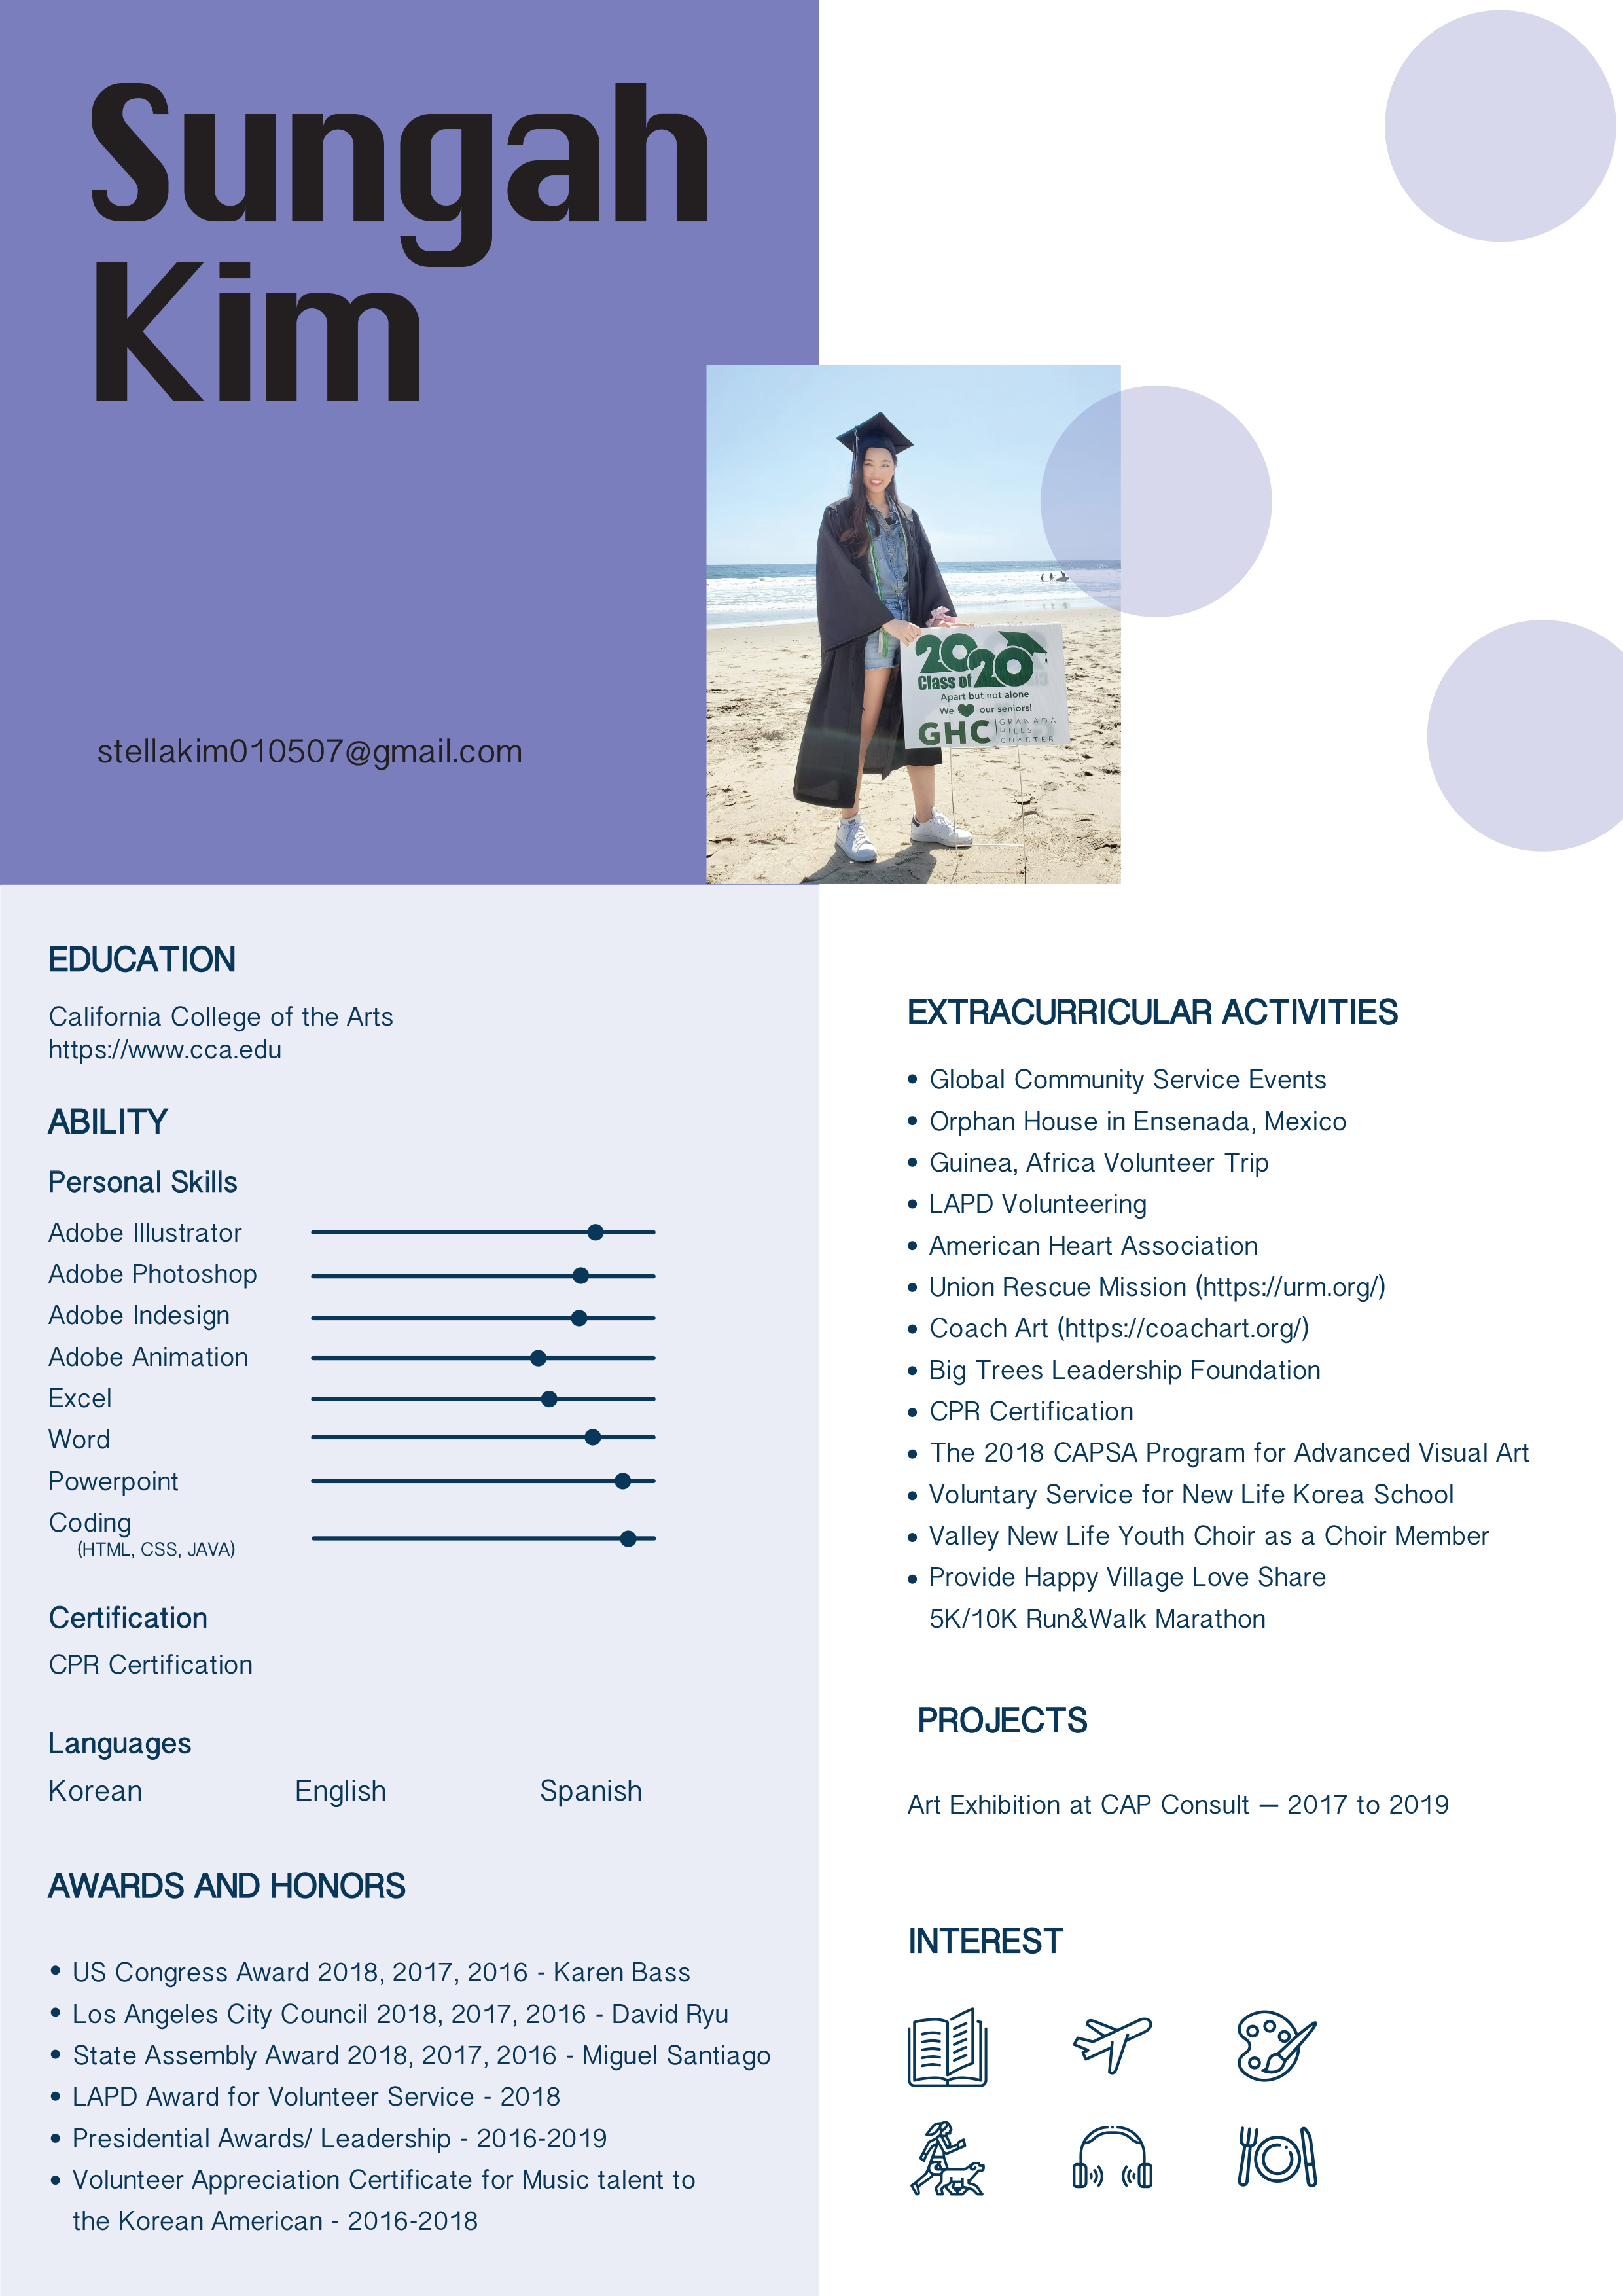 Sungah
Kim
stellakim010507@gmail.com
2020
Class of
Apart but not alone
We our seniors!
GHC
GRANADA
HILLS
CHARTER
EDUCATION
California College of the Arts
https://www.cca.edu
ABILITY
Personal Skills
Adobe Illustrator
Adobe Photoshop
Adobe Indesign
Adobe Animation
Excel
Word
Powerpoint
Coding
(HTML, CSS, JAVA)
Certification
CPR Certification
Languages
Korean English Spanish
AWARDS AND HONORS
• US Congress Award 2018, 2017, 2016 - Karen Bass
• Los Angeles City Council 2018, 2017, 2016 - David Ryu
• State Assembly Award 2018, 2017, 2016 - Miguel Santiago
• LAPD Award for Volunteer Service - 2018
• Presidential Awards/ Leadership - 2016-2019
• Volunteer Appreciation Certificate for Music talent to
the Korean American - 2016-2018
EXTRACURRICULAR ACTIVITIES
• Global Community Service Events
• Orphan House in Ensenada, Mexico
• Guinea, Africa Volunteer Trip
• LAPD Volunteering
• American Heart Association
• Union Rescue Mission (https://urm.org/)
• Coach Art (https://coachart.org/)
• Big Trees Leadership Foundation
• CPR Certification
• The 2018 CAPSA Program for Advanced Visual Art
• Voluntary Service for New Life Korea School
• Valley New Life Youth Choir as a Choir Member
• Provide Happy Village Love Share
5K/10K Run&Walk Marathon
PROJECTS
Art Exhibition at CAP Consult — 2017 to 2019
INTEREST